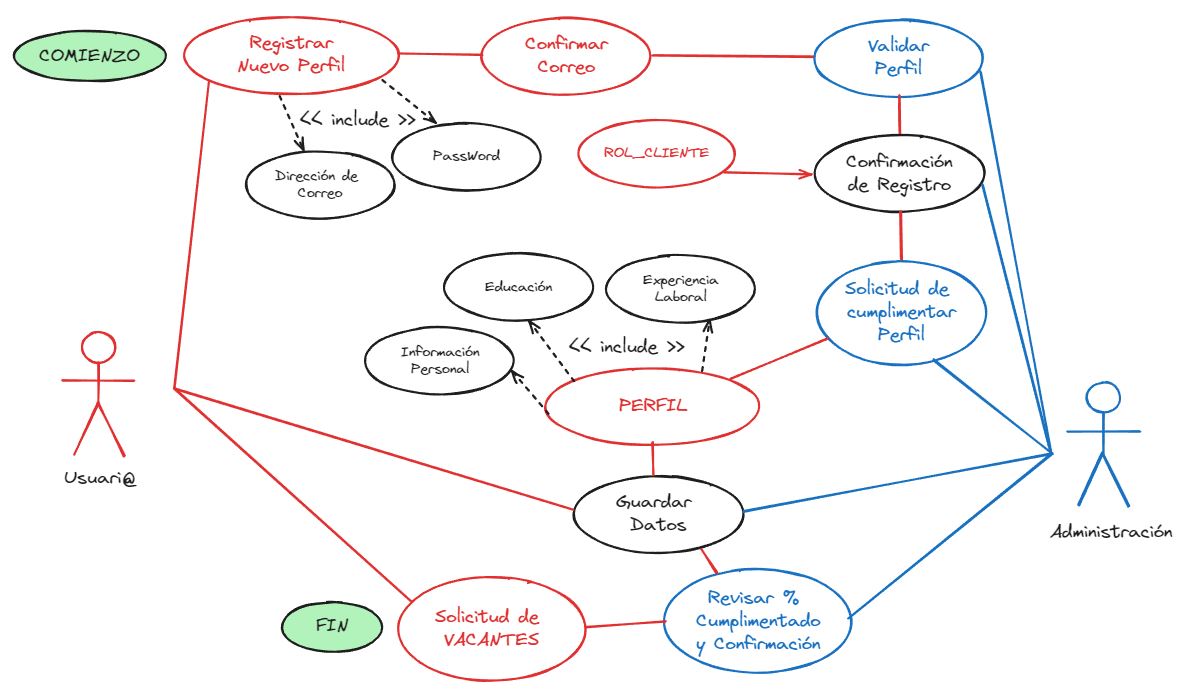 COMIENZO
Registrar
Nuevo Perfil
Confirmar
Correo
Validar
Perfil
<< include >>
Dirección de
Correo
PassWord
ROL_CLIENTE
Confirmación
de Registro
Educación
Experiencia
Laboral
Solicitud de
cumplimentar
Perfil
<< include >>
Información
Personal
PERFIL
Usuari@
Guardar
Datos
Administración
FIN
Solicitud de
VACANTES
Revisar %
Cumplimentado
y Confirmación